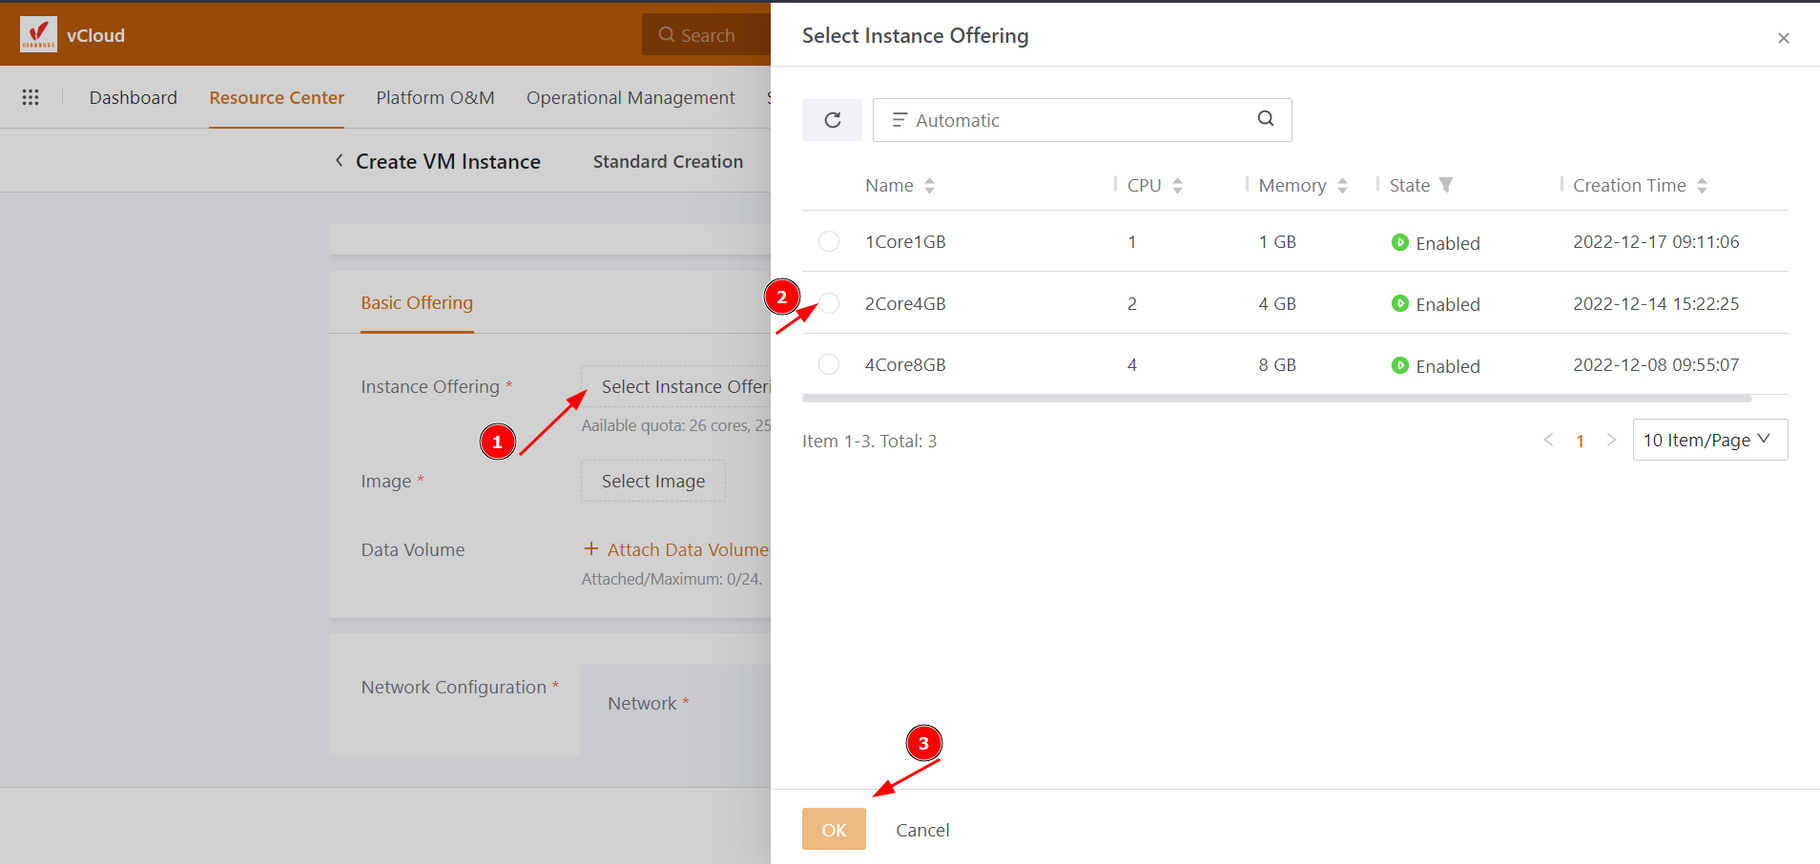 vCloud
Search
Dashboard Resource Center Platform O&M Operational Management
Create VM Instance Standard Creation
Basic Offering
Instance Offering * Select Instance Offeri
Aailable quota: 26 cores, 25
1
Image * Select Image
Data Volume + Attach Data Volume
Attached/Maximum: 0/24.
Network Configuration * Network *
Select Instance Offering
Automatic
Name CPU Memory State Creation Time
1Core1GB 1 1 GB Enabled 2022-12-17 09:11:06
2
2Core4GB 2 4 GB Enabled 2022-12-14 15:22:25
4Core8GB 4 8 GB Enabled 2022-12-08 09:55:07
Item 1-3. Total: 3 < 1 > 10 Item/Page
3
OK Cancel